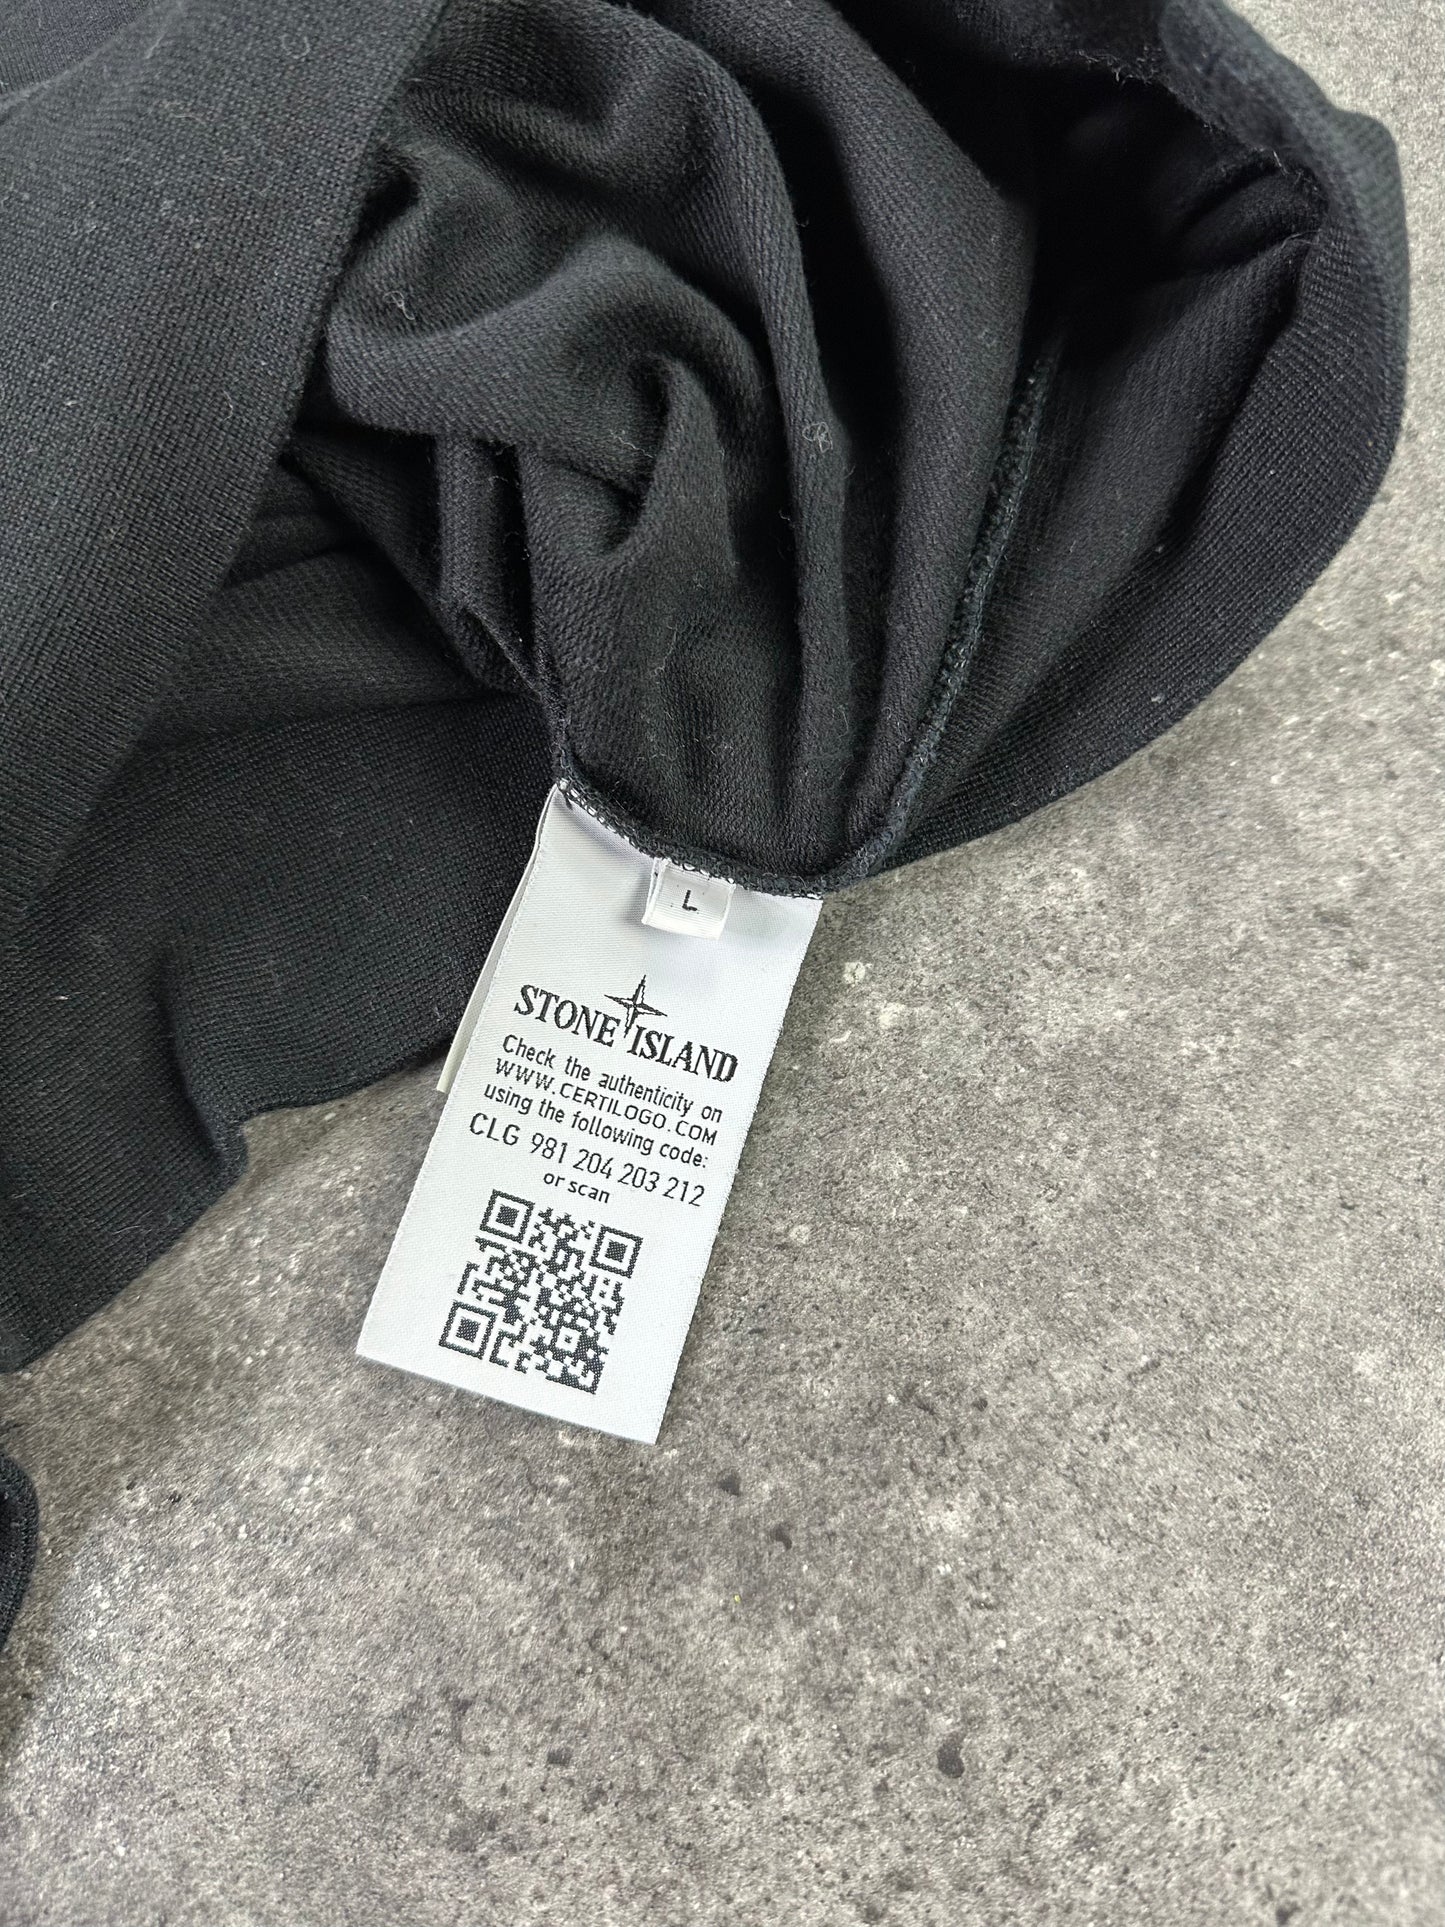 L
STONE ISLAND
Check the authenticity on
WWW.CERTILOGO.COM
using the following code:
CLG 981 204 203 212
or scan